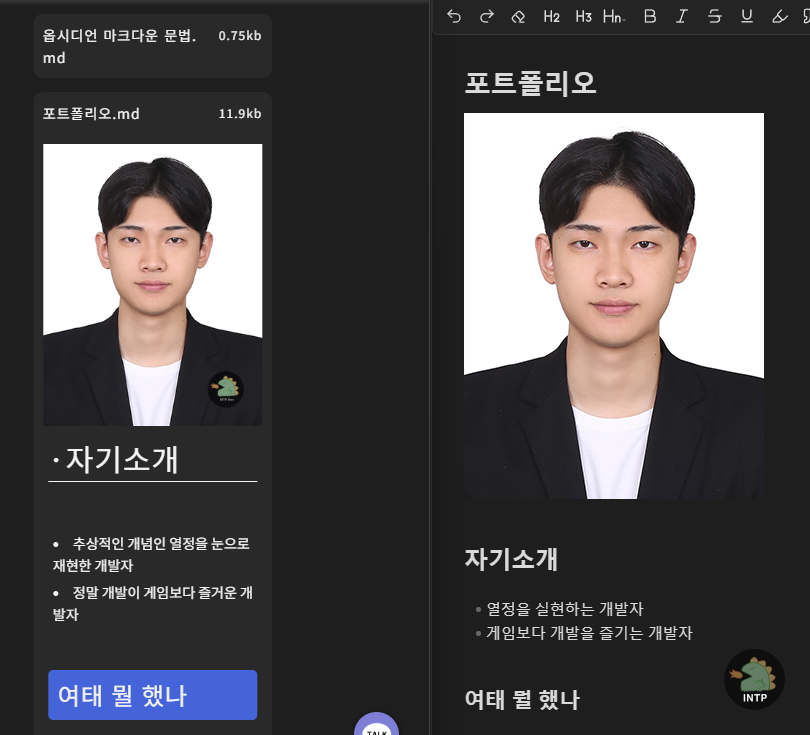 옵시디언 마크다운 문법.
md
0.75kb
포트폴리오.md
11.9kb
· 자기소개
• 추상적인 개념인 열정을 눈으로
재현한 개발자
• 정말 개발이 게임보다 즐거운 개
발자
여태 뭘 했나
TALK
H2 H3 Hn B I S U
포트폴리오
자기소개
• 열정을 실현하는 개발자
• 게임보다 개발을 즐기는 개발자
여태 뭘 했나
INTP